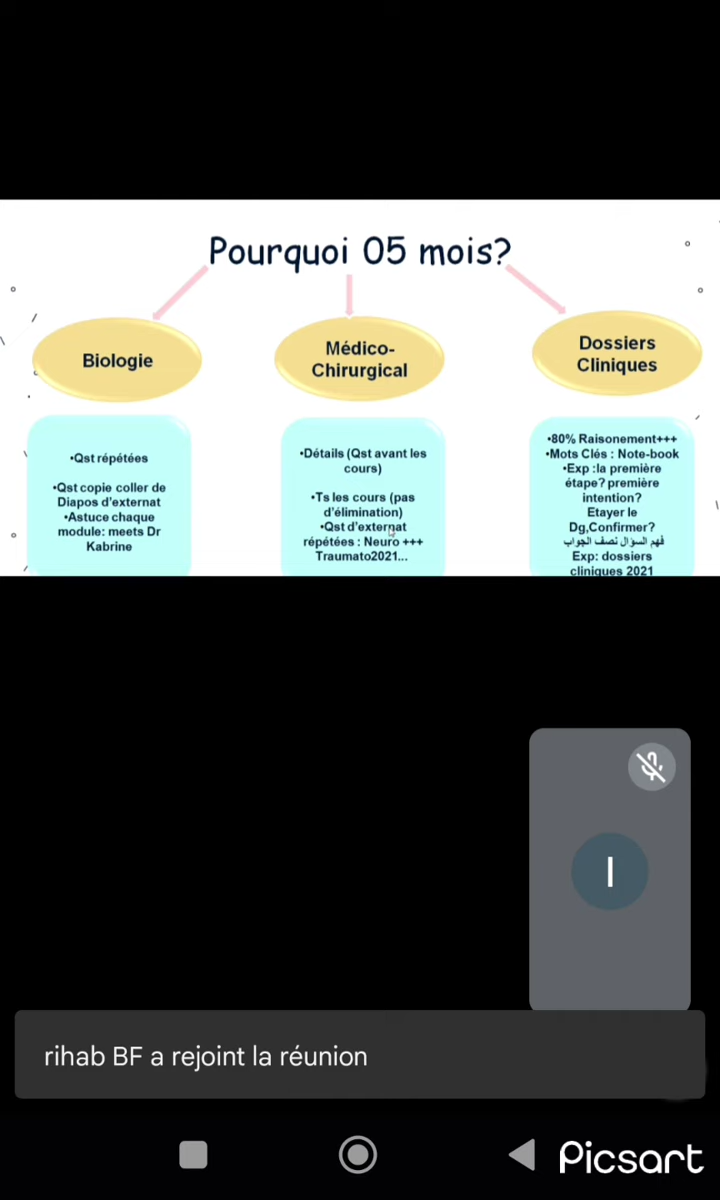 Pourquoi 05 mois?
Biologie
•Qst répétées
•Qst copie coller de
Diapos d'externat
•Astuce chaque
module: meets Dr
Kabrine
Médico-
Chirurgical
•Détails (Qst avant les
cours)
•Ts les cours (pas
d'élimination)
•Qst d'externat
répétées : Neuro +++
Traumato2021...
Dossiers
Cliniques
•80% Raisonement+++
•Mots Clés : Note-book
•Exp :la première
étape? première
intention?
Etayer le
Dg,Confirmer?
فهم السؤال نصف الجواب
Exp: dossiers
cliniques 2021
I
rihab BF a rejoint la réunion
Picsart